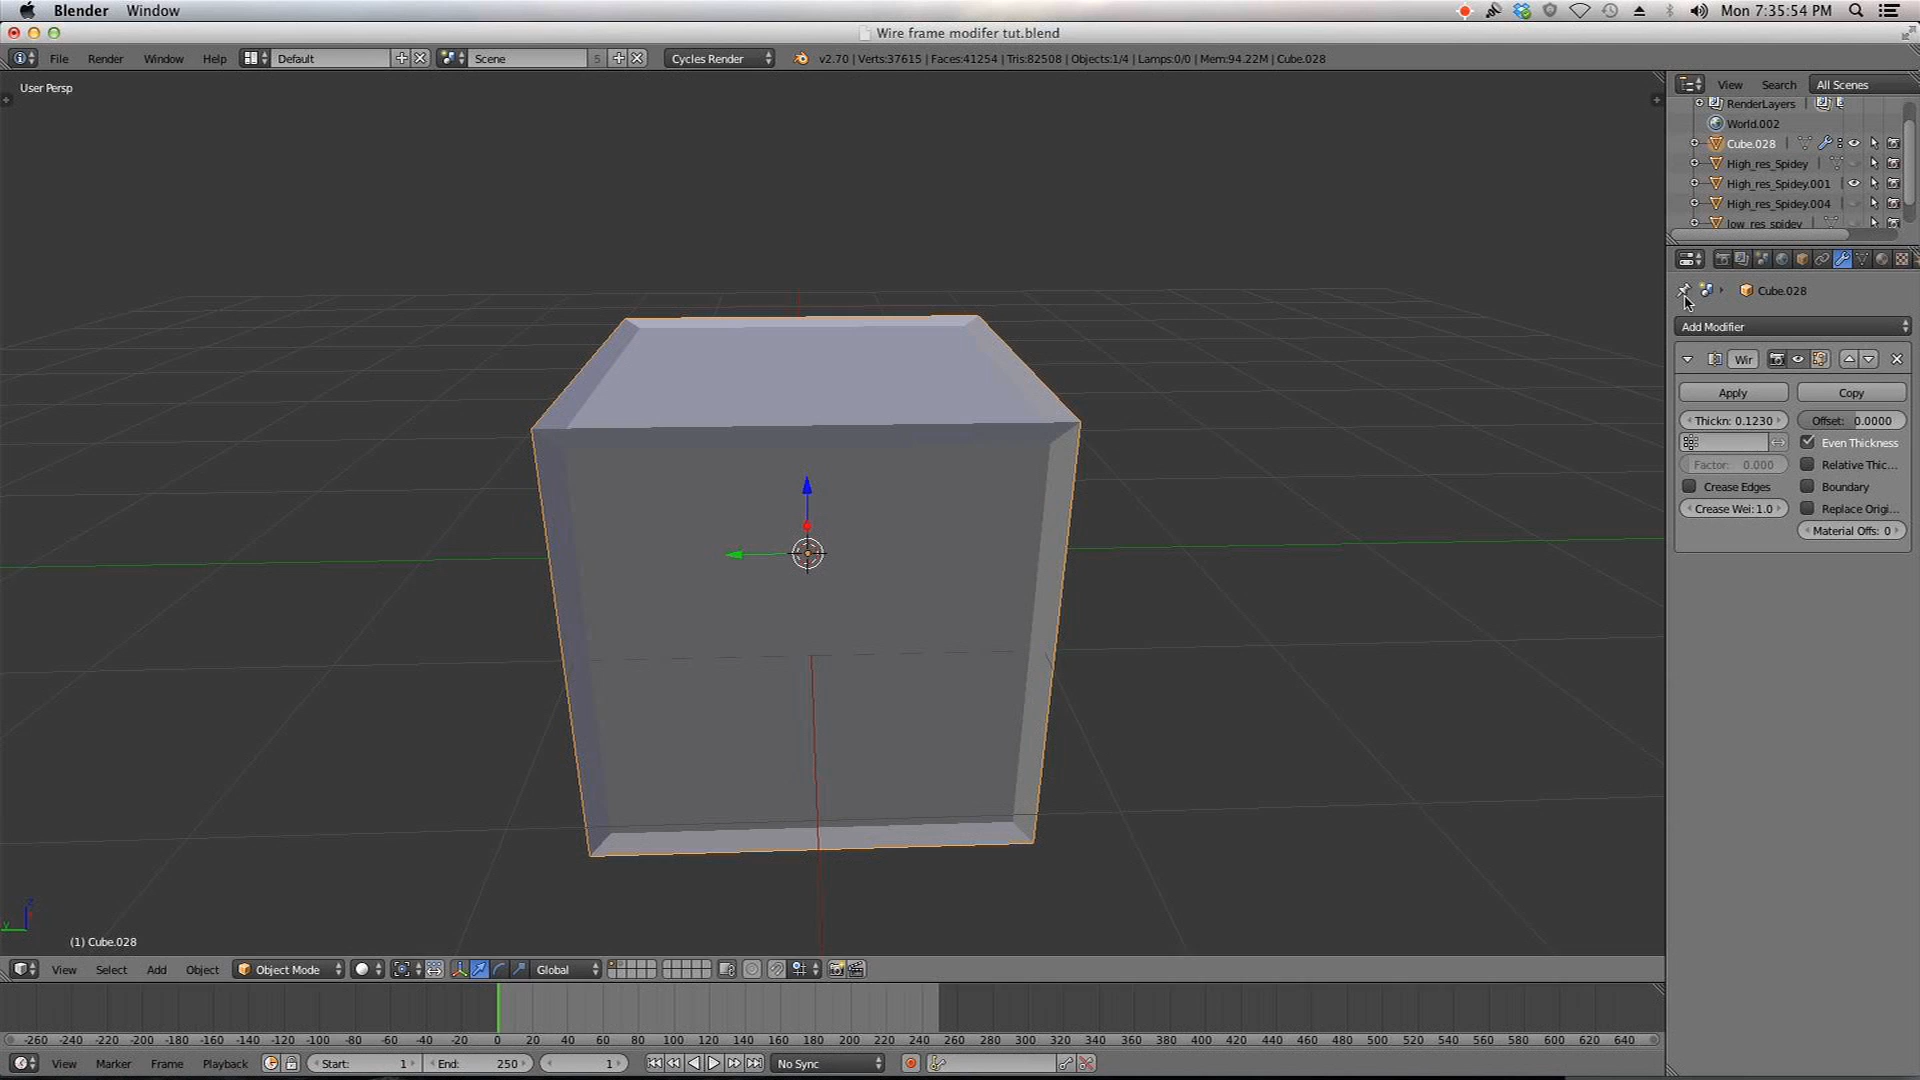 Blender Window Mon 7:35:54 PM
Wire frame modifer tut.blend
File Render Window Help Default Scene 5 Cycles Render v2.70 | Verts:37615 | Faces:41254 | Tris:82508 | Objects:1/4 | Lamps:0/0 | Mem:94.22M | Cube.028
User Persp
View Search All Scenes
RenderLayers
World.002
Cube.028
High_res_Spidey
High_res_Spidey.001
High_res_Spidey.004
low_res_spidey
Cube.028
Add Modifier
Wir
Apply Copy
Thickn: 0.1230 Offset: 0.0000
Even Thickness
Factor: 0.000 Relative Thic...
Crease Edges Boundary
Crease Wei: 1.0 Replace Origi...
Material Offs: 0
z
y
(1) Cube.028
View Select Add Object Object Mode Global
-260 -240 -220 -200 -180 -160 -140 -120 -100 -80 -60 -40 -20 0 20 40 60 80 100 120 140 160 180 200 220 240 260 280 300 320 340 360 380 400 420 440 460 480 500 520 540 560 580 600 620 640
View Marker Frame Playback Start: 1 End: 250 1 No Sync